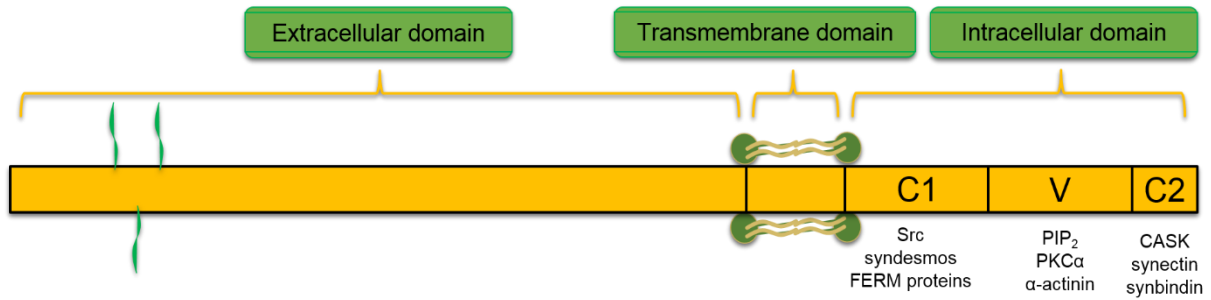 Extracellular domain
Transmembrane domain
Intracellular domain
C1
V
C2
Src
syndesmos
FERM proteins
PIP₂
PKCα
α-actinin
CASK
synectin
synbindin